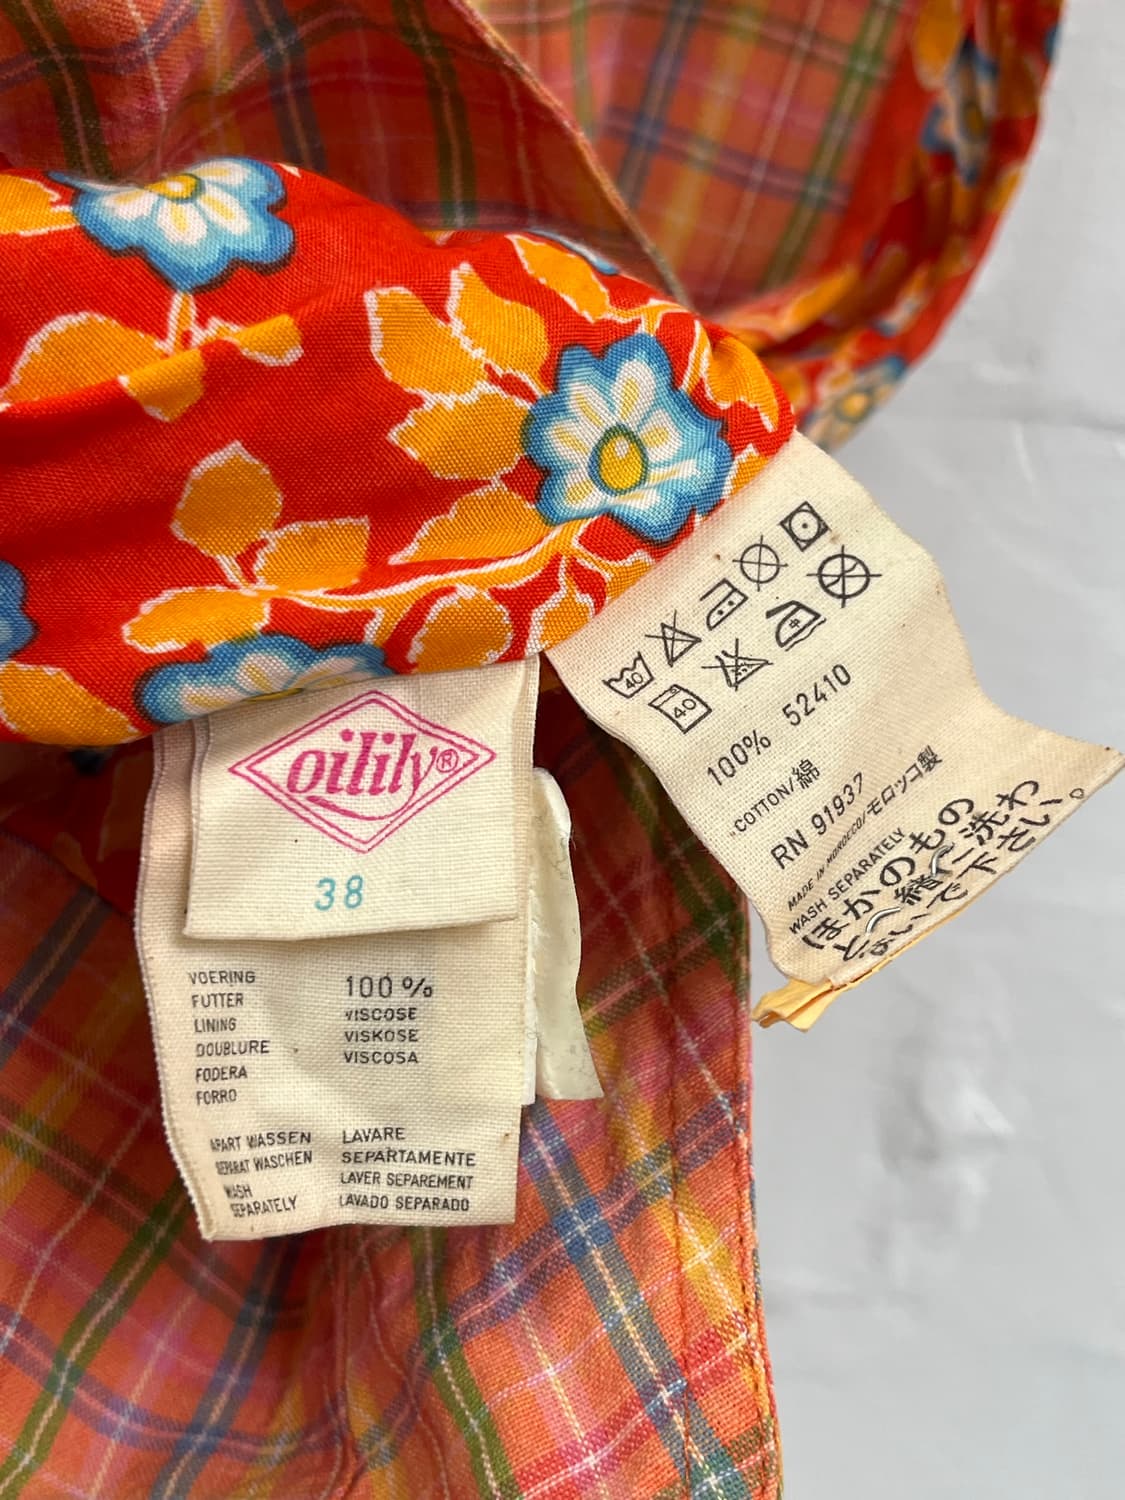 oilily®
38
VOERING
FUTTER
LINING
DOUBLURE
FODERA
FORRO
100%
VISCOSE
VISKOSE
VISCOSA
APART WASSEN
SEPARAT WASCHEN
WASH
SEPARATELY
LAVARE
SEPARTAMENTE
LAVER SEPAREMENT
LAVADO SEPARADO
40
40
100% 52410
COTTON/綿
RN 91937
MADE IN MOROCCO/モロッコ製
WASH SEPARATELY
ほかのもの
と一緒に洗わ
ないで下さい。